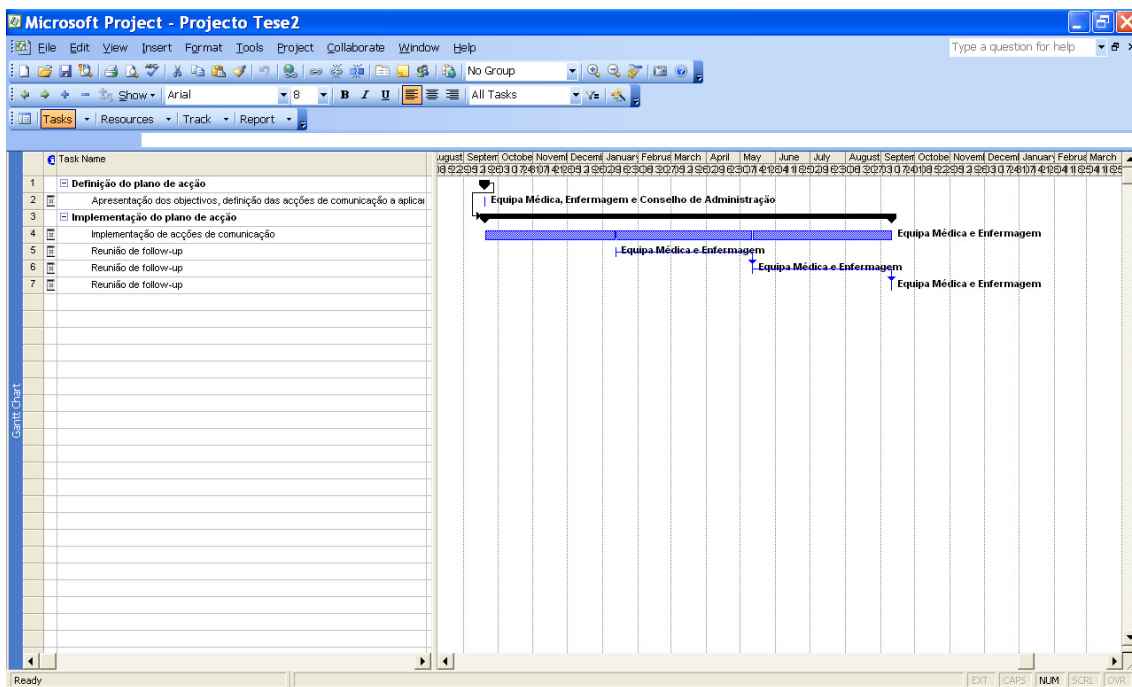 Microsoft Project - Projecto Tese2
File Edit View Insert Format Tools Project Collaborate Window Help
Type a question for help
No Group
Show Arial 8 B I U All Tasks
Tasks Resources Track Report
Task Name
ugust Septem Octobe Noveml Decemb January Februa March April May June July August Septem Octobe Noveml Decemb January Februa March
1 Definição do plano de acção
2 Apresentação dos objectivos, definição das acções de comunicação a aplicar Equipa Médica, Enfermagem e Conselho de Administração
3 Implementação do plano de acção
4 Implementação de acções de comunicação Equipa Médica e Enfermagem
5 Reunião de follow-up Equipa Médica e Enfermagem
6 Reunião de follow-up Equipa Médica e Enfermagem
7 Reunião de follow-up Equipa Médica e Enfermagem
Gantt Chart
Ready
EXT CAPS NUM SCRL OVR